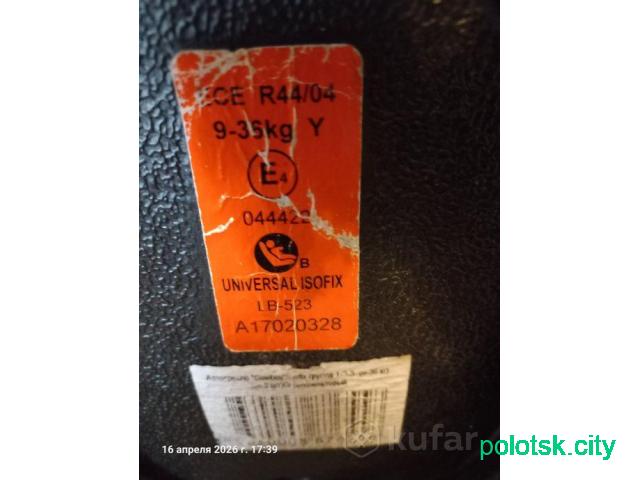 ECE R44/04
9-36kg Y
E4
044422
B
UNIVERSAL ISOFIX
LB-523
A17020328
16 апреля 2026 г. 17:39
kufar
polotsk.city